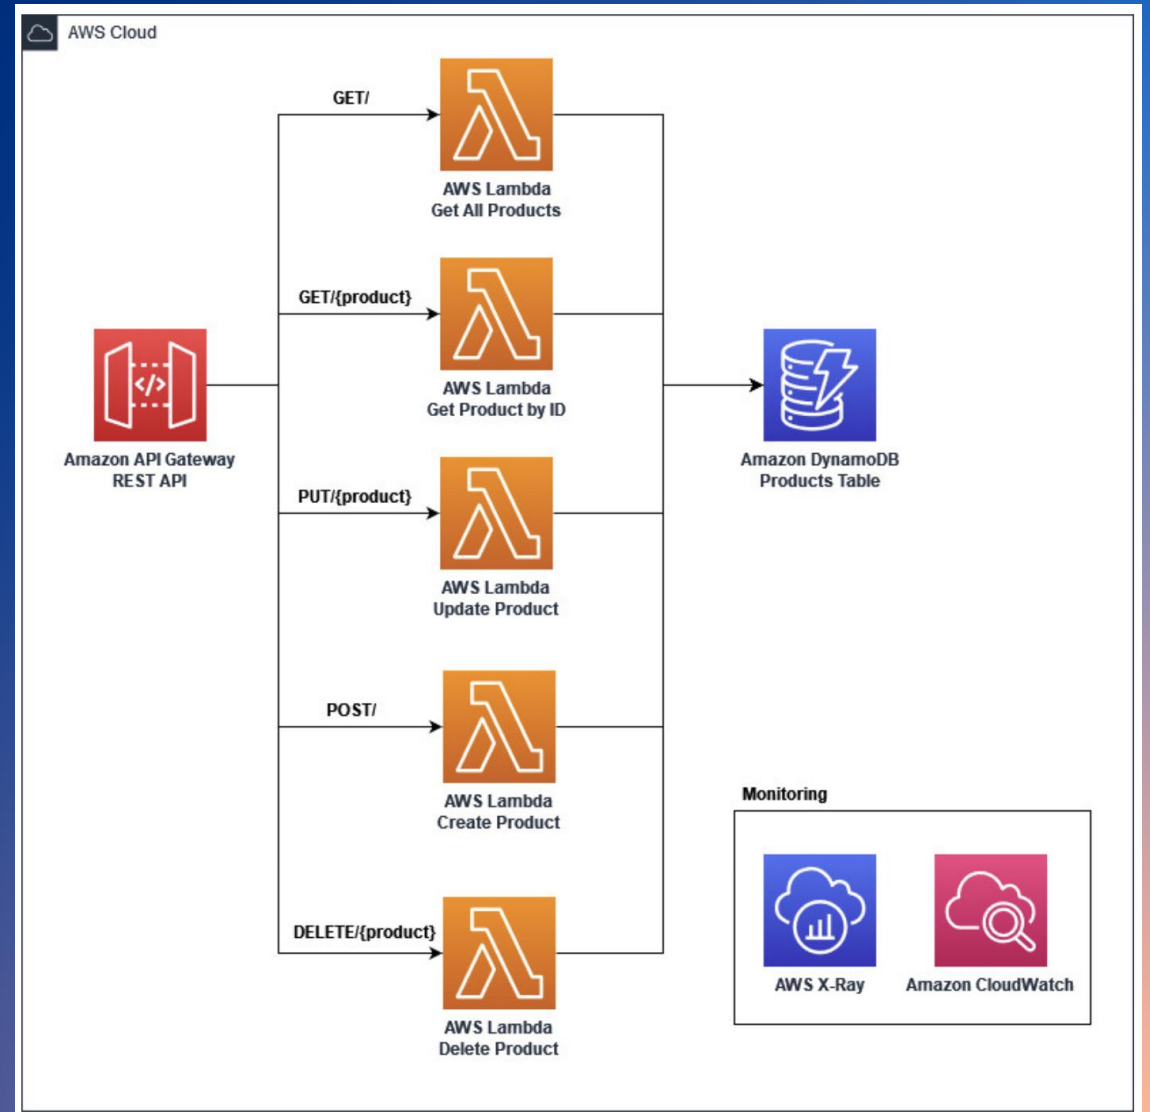 AWS Cloud
GET/
AWS Lambda
Get All Products
GET/{product}
AWS Lambda
Get Product by ID
Amazon API Gateway
REST API
Amazon DynamoDB
Products Table
PUT/{product}
AWS Lambda
Update Product
POST/
AWS Lambda
Create Product
Monitoring
AWS X-Ray
Amazon CloudWatch
DELETE/{product}
AWS Lambda
Delete Product